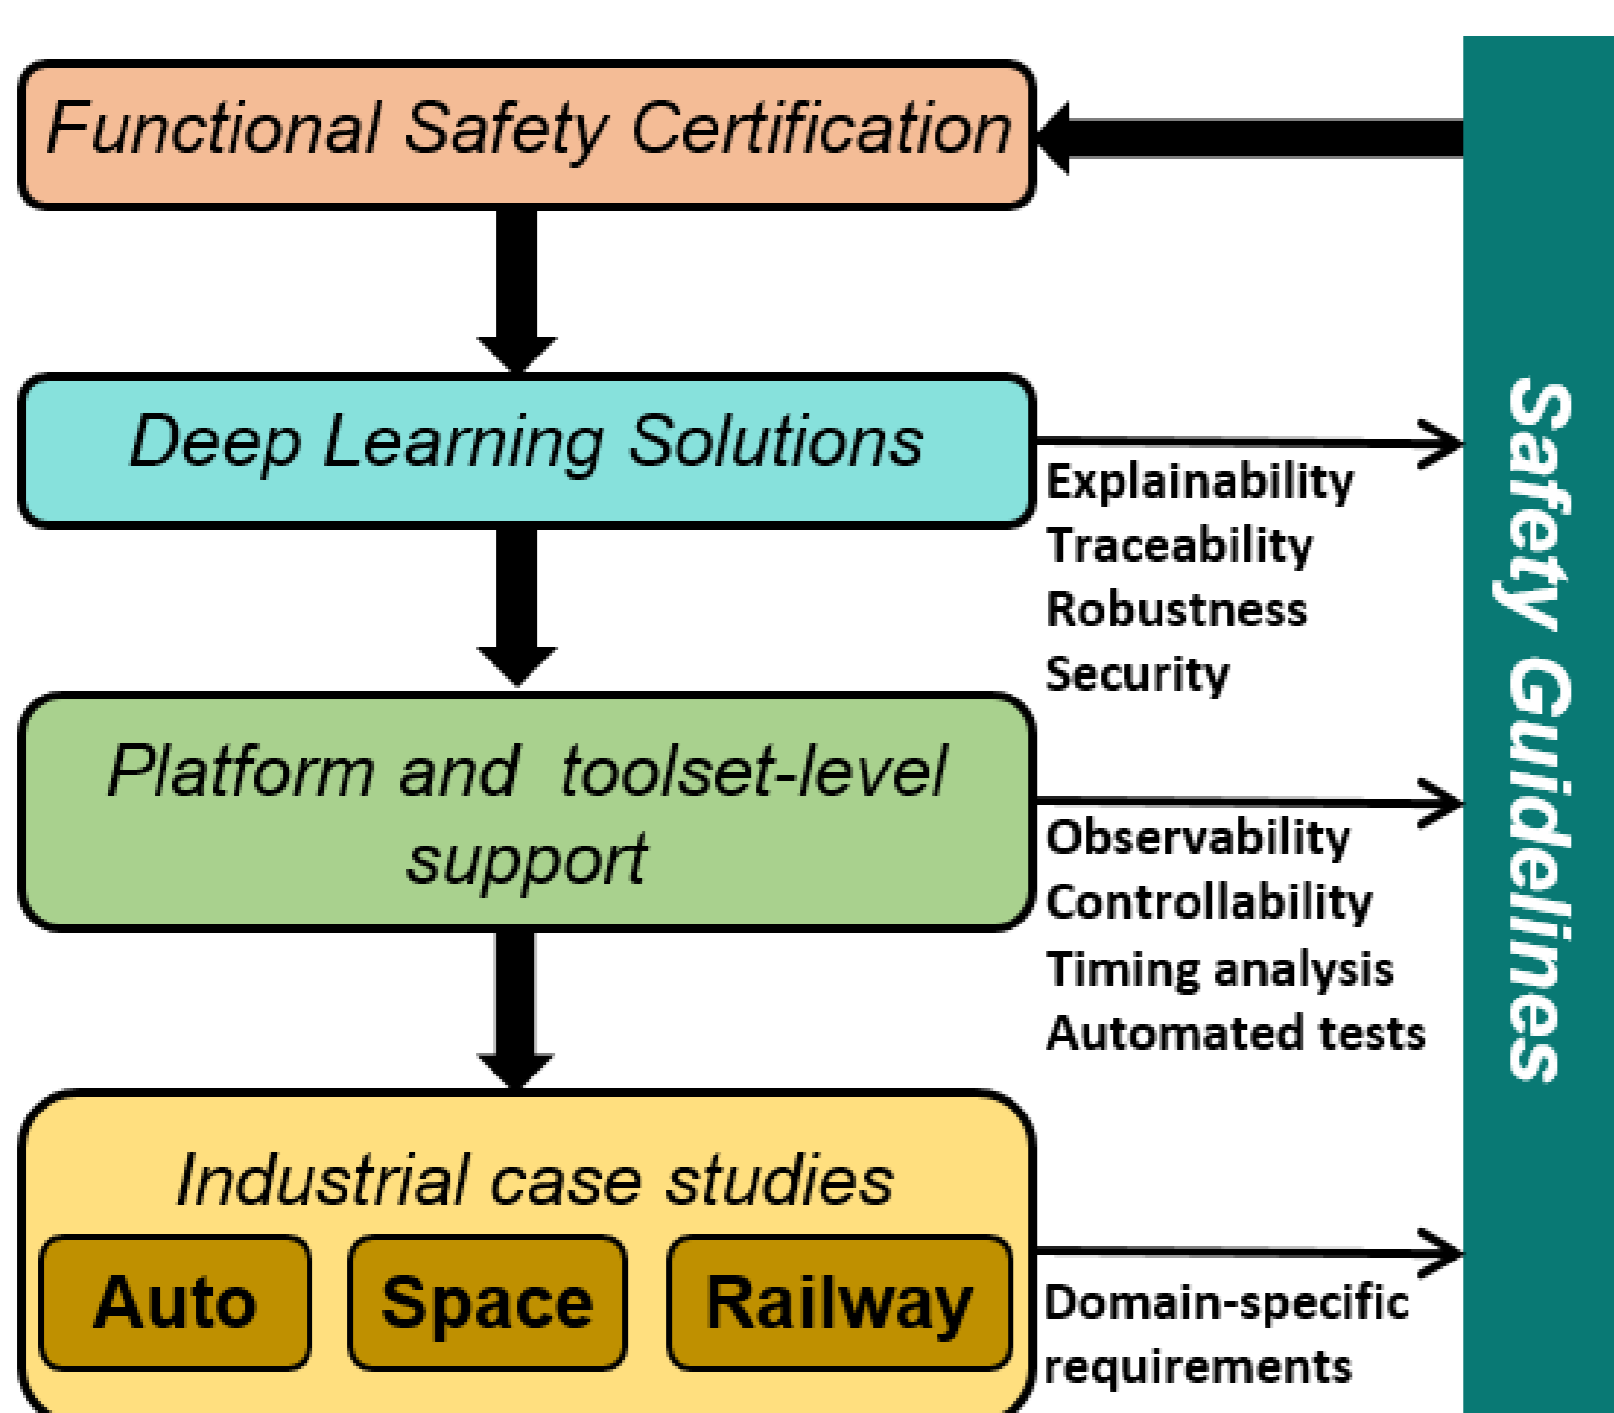 Functional Safety Certification
Deep Learning Solutions
Explainability
Traceability
Robustness
Security
Platform and toolset-level
support
Observability
Controllability
Timing analysis
Automated tests
Industrial case studies
Auto
Space
Railway
Domain-specific
requirements
Safety Guidelines